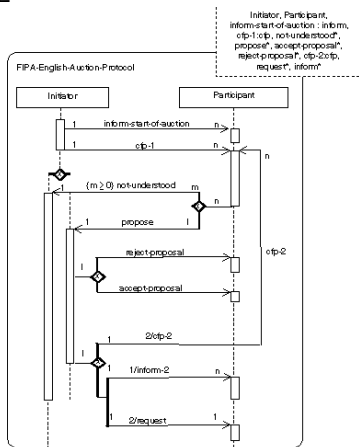 Initiator, Participant,
inform-start-of-auction : inform,
cfp-1:cfp, not-understood*,
propose*, accept-proposal*,
reject-proposal*, cfp-2:cfp,
request*, inform*
FIPA-English-Auction-Protocol
Initiator
Participant
1 inform-start-of-auction n
1 cfp-1 n
n
x
1 (m ≥ 0) not-understood m
x n
1 propose l
cfp-2
reject-proposal
l x
accept-proposal
1 2/cfp-2
l x
1 1/inform-2 n
1 2/request 1